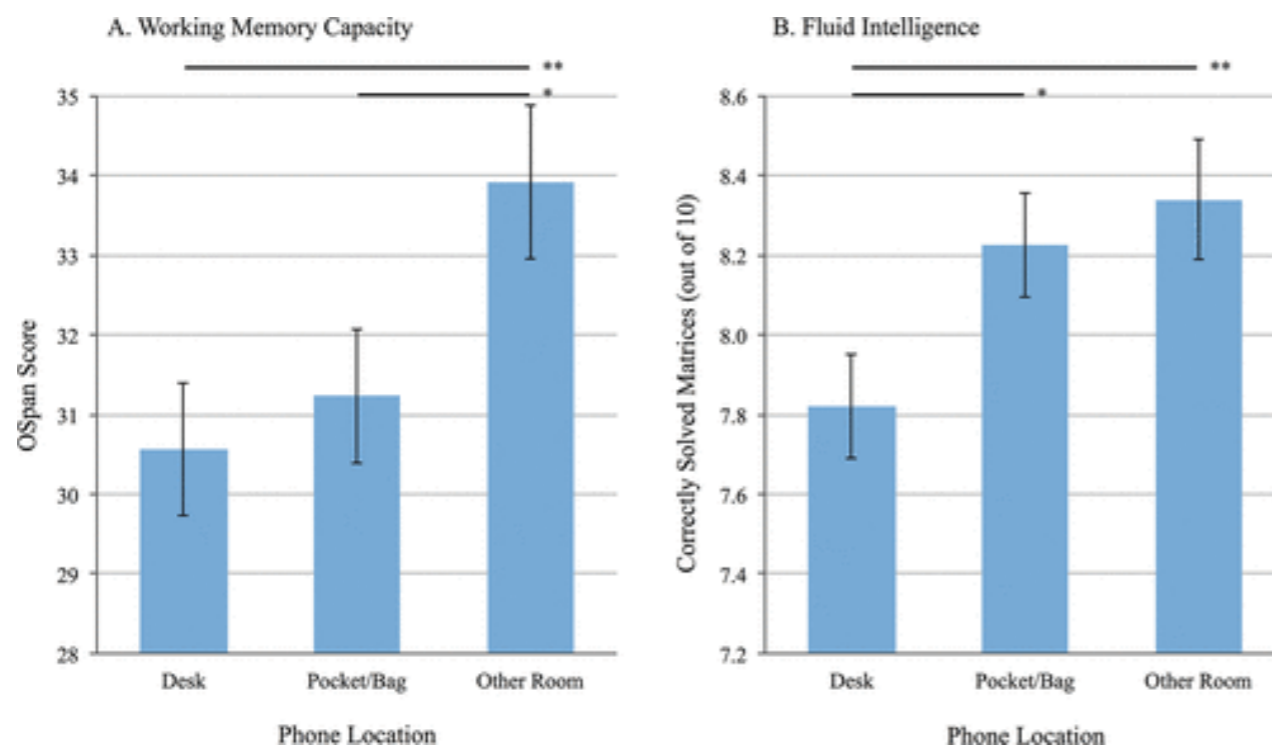 A. Working Memory Capacity
**
*
35
34
33
32
31
30
29
28
OSpan Score
Desk Pocket/Bag Other Room
Phone Location
B. Fluid Intelligence
**
*
8.6
8.4
8.2
8.0
7.8
7.6
7.4
7.2
Correctly Solved Matrices (out of 10)
Desk Pocket/Bag Other Room
Phone Location